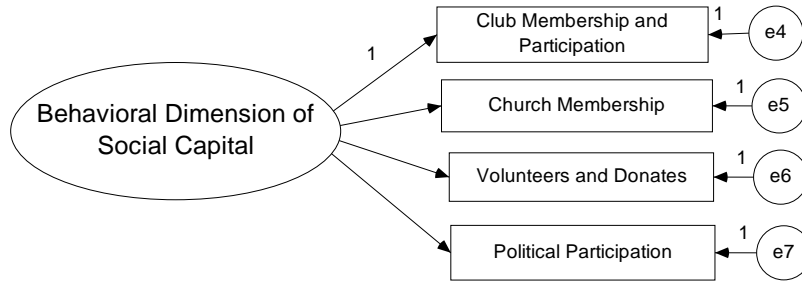 Behavioral Dimension of
Social Capital
1
Club Membership and
Participation
1
e4
Church Membership
1
e5
Volunteers and Donates
1
e6
Political Participation
1
e7